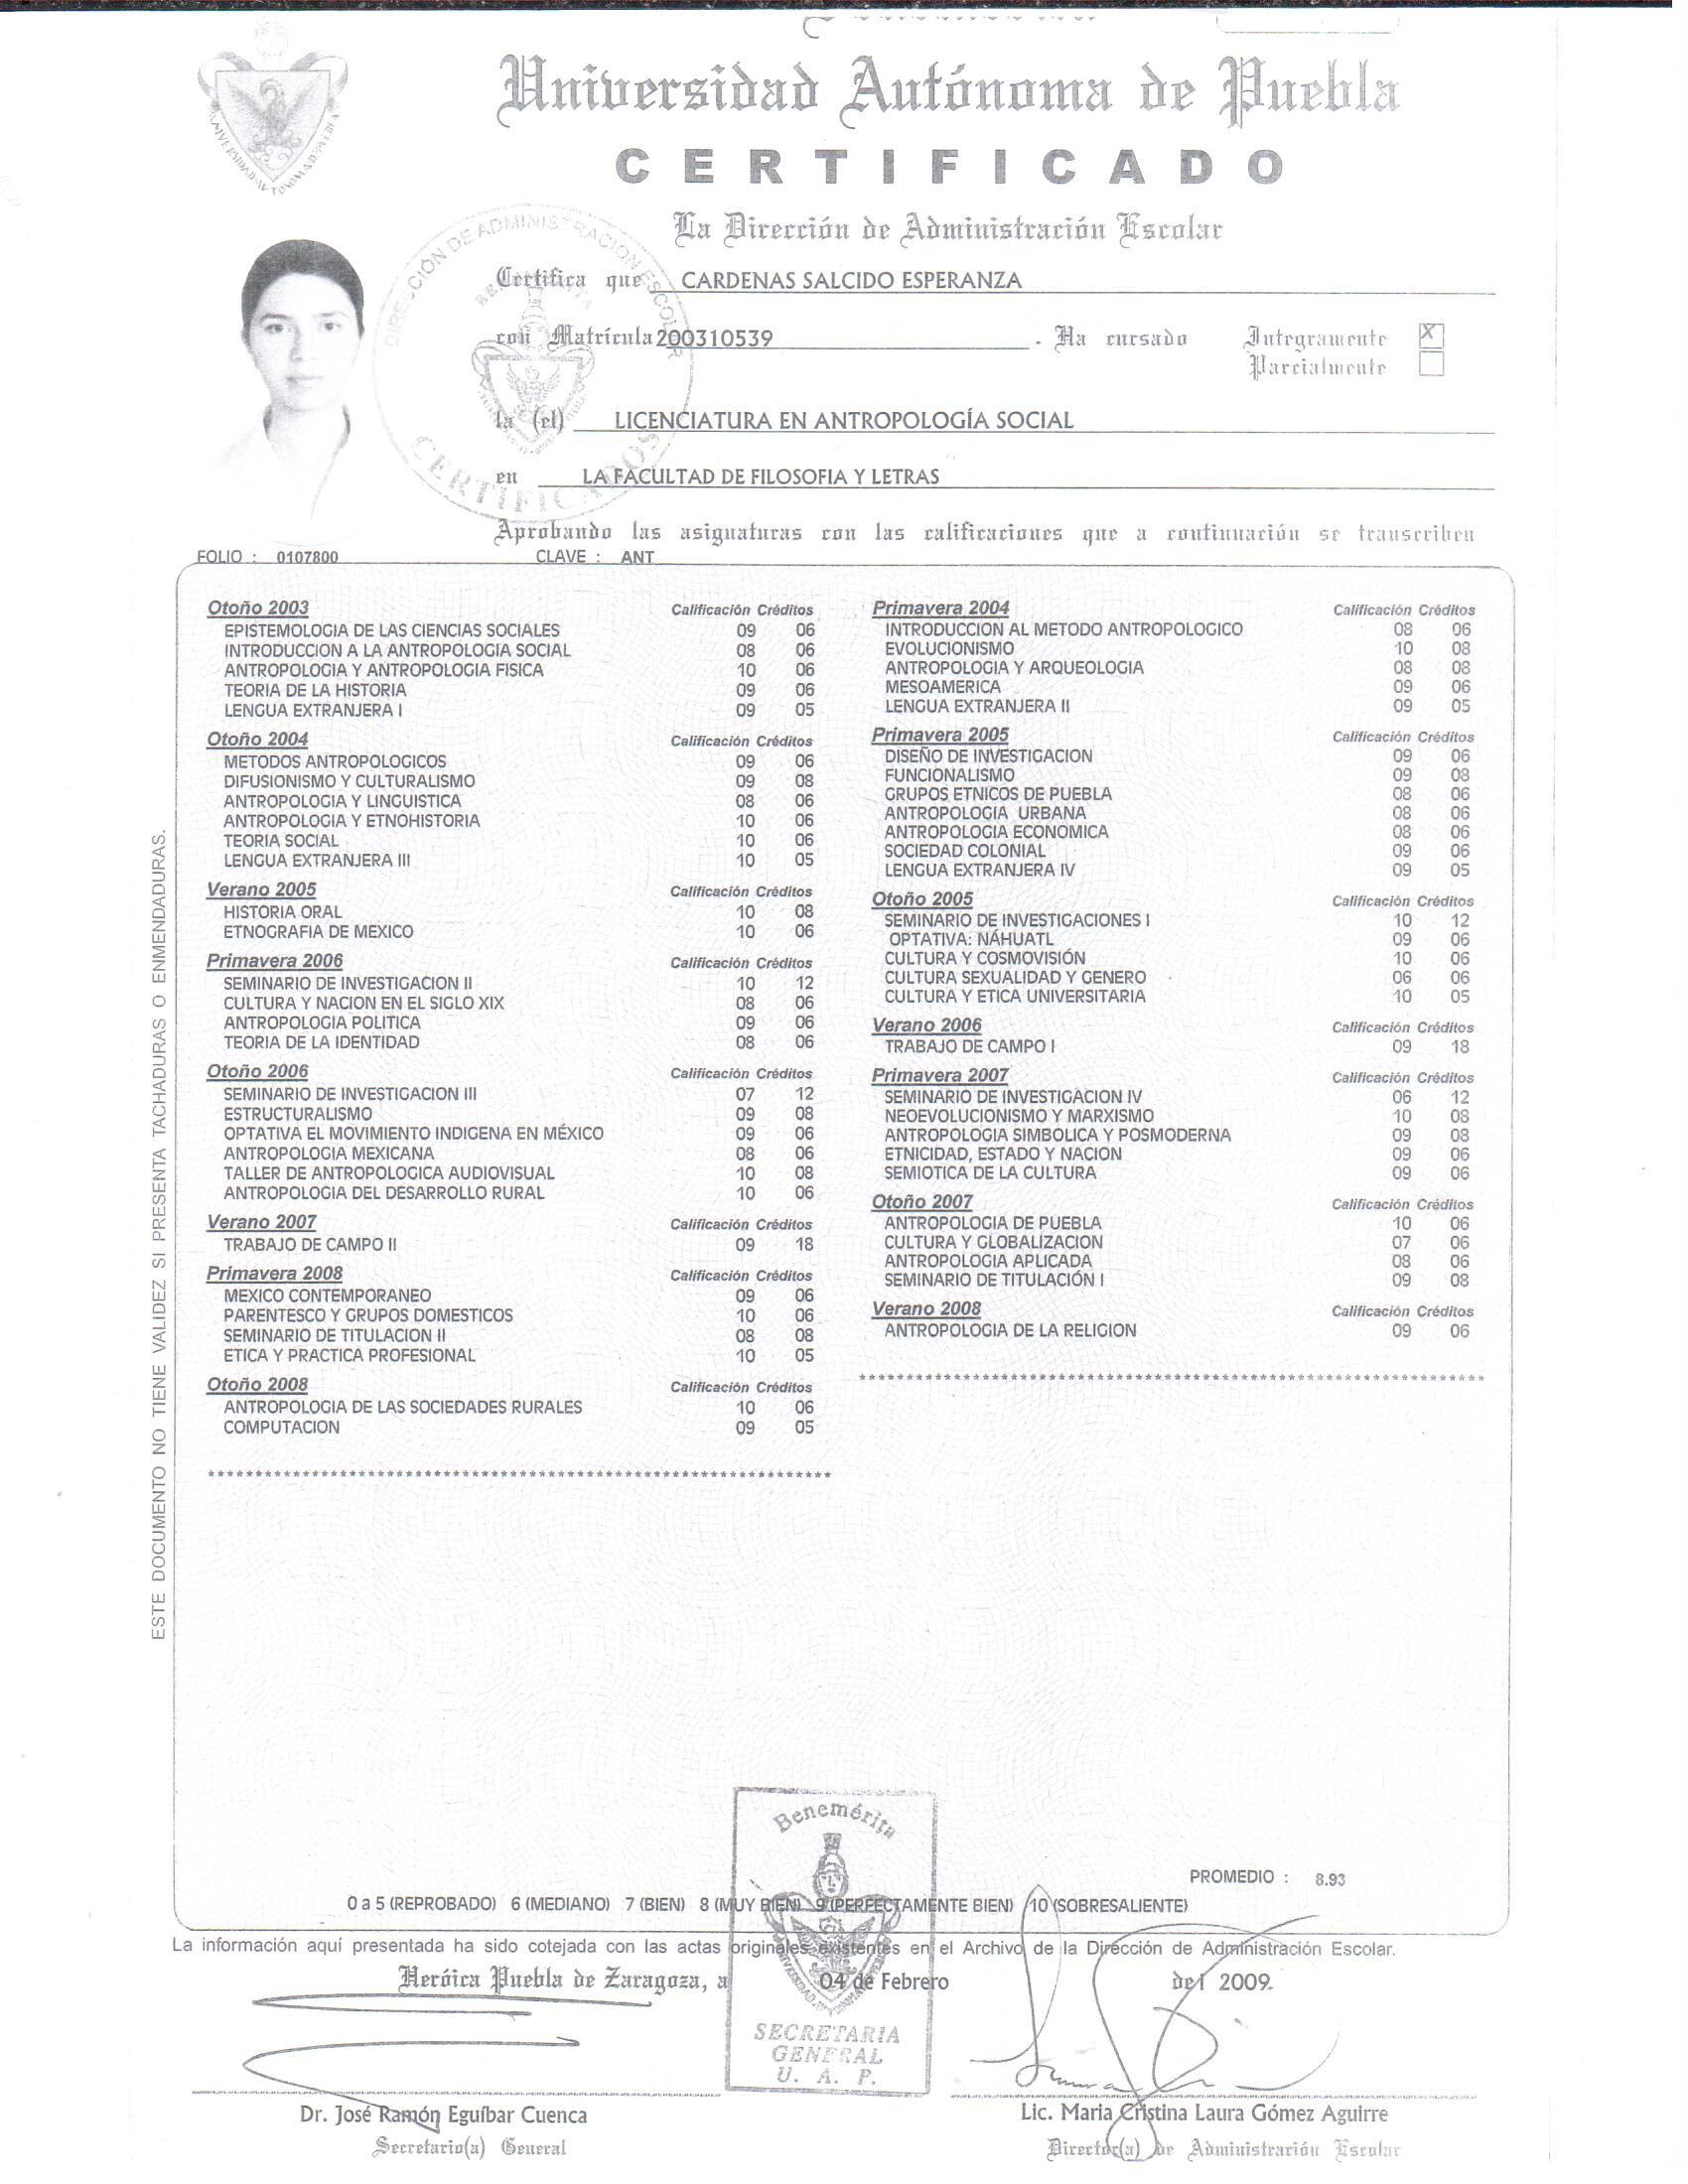 Universidad Autónoma de Puebla
CERTIFICADO
La Dirección de Administración Escolar
Certifica que CARDENAS SALCIDO ESPERANZA
con Matrícula 200310539 . Ha cursado Integramente X
Parcialmente
la (el) LICENCIATURA EN ANTROPOLOGÍA SOCIAL
en LA FACULTAD DE FILOSOFIA Y LETRAS
Aprobando las asignaturas con las calificaciones que a continuación se transcriben
DIRECCIÓN DE ADMINISTRACION ESCOLAR
CERTIFICADOS
FOLIO : 0107800 CLAVE : ANT
Otoño 2003 Calificación Créditos
EPISTEMOLOGIA DE LAS CIENCIAS SOCIALES 09 06
INTRODUCCION A LA ANTROPOLOGIA SOCIAL 08 06
ANTROPOLOGIA Y ANTROPOLOGIA FISICA 10 06
TEORIA DE LA HISTORIA 09 06
LENGUA EXTRANJERA I 09 05
Otoño 2004 Calificación Créditos
METODOS ANTROPOLOGICOS 09 06
DIFUSIONISMO Y CULTURALISMO 09 08
ANTROPOLOGIA Y LINGUISTICA 08 06
ANTROPOLOGIA Y ETNOHISTORIA 10 06
TEORIA SOCIAL 10 06
LENGUA EXTRANJERA III 10 05
Verano 2005 Calificación Créditos
HISTORIA ORAL 10 08
ETNOGRAFIA DE MEXICO 10 06
Primavera 2006 Calificación Créditos
SEMINARIO DE INVESTIGACION II 10 12
CULTURA Y NACION EN EL SIGLO XIX 08 06
ANTROPOLOGIA POLITICA 09 06
TEORIA DE LA IDENTIDAD 08 06
Otoño 2006 Calificación Créditos
SEMINARIO DE INVESTIGACION III 07 12
ESTRUCTURALISMO 09 08
OPTATIVA EL MOVIMIENTO INDIGENA EN MÉXICO 09 06
ANTROPOLOGIA MEXICANA 08 06
TALLER DE ANTROPOLOGICA AUDIOVISUAL 10 08
ANTROPOLOGIA DEL DESARROLLO RURAL 10 06
Verano 2007 Calificación Créditos
TRABAJO DE CAMPO II 09 18
Primavera 2008 Calificación Créditos
MEXICO CONTEMPORANEO 09 06
PARENTESCO Y GRUPOS DOMESTICOS 10 06
SEMINARIO DE TITULACION II 08 08
ETICA Y PRACTICA PROFESIONAL 10 05
Otoño 2008 Calificación Créditos
ANTROPOLOGIA DE LAS SOCIEDADES RURALES 10 06
COMPUTACION 09 05
Primavera 2004 Calificación Créditos
INTRODUCCION AL METODO ANTROPOLOGICO 08 06
EVOLUCIONISMO 10 08
ANTROPOLOGIA Y ARQUEOLOGIA 08 08
MESOAMERICA 09 06
LENGUA EXTRANJERA II 09 05
Primavera 2005 Calificación Créditos
DISEÑO DE INVESTIGACION 09 06
FUNCIONALISMO 09 08
GRUPOS ETNICOS DE PUEBLA 08 06
ANTROPOLOGIA URBANA 08 06
ANTROPOLOGIA ECONOMICA 08 06
SOCIEDAD COLONIAL 09 06
LENGUA EXTRANJERA IV 09 05
Otoño 2005 Calificación Créditos
SEMINARIO DE INVESTIGACIONES I 10 12
OPTATIVA: NÁHUATL 09 06
CULTURA Y COSMOVISIÓN 10 06
CULTURA SEXUALIDAD Y GENERO 06 06
CULTURA Y ETICA UNIVERSITARIA 10 05
Verano 2006 Calificación Créditos
TRABAJO DE CAMPO I 09 18
Primavera 2007 Calificación Créditos
SEMINARIO DE INVESTIGACION IV 06 12
NEOEVOLUCIONISMO Y MARXISMO 10 08
ANTROPOLOGIA SIMBOLICA Y POSMODERNA 09 08
ETNICIDAD, ESTADO Y NACION 09 06
SEMIOTICA DE LA CULTURA 09 06
Otoño 2007 Calificación Créditos
ANTROPOLOGIA DE PUEBLA 10 06
CULTURA Y GLOBALIZACION 07 06
ANTROPOLOGIA APLICADA 08 06
SEMINARIO DE TITULACIÓN I 09 08
Verano 2008 Calificación Créditos
ANTROPOLOGIA DE LA RELIGION 09 06
ESTE DOCUMENTO NO TIENE VALIDEZ SI PRESENTA TACHADURAS O ENMENDADURAS.
PROMEDIO : 8.93
0 a 5 (REPROBADO) 6 (MEDIANO) 7 (BIEN) 8 (MUY BIEN) 9 (PERFECTAMENTE BIEN) 10 (SOBRESALIENTE)
La información aquí presentada ha sido cotejada con las actas originales existentes en el Archivo de la Dirección de Administración Escolar.
Heróica Puebla de Zaragoza, a 04 de Febrero de 2009.
Benemérita
SECRETARIA
GENERAL
U. A. P.
Dr. José Ramón Eguíbar Cuenca
Secretario(a) General
Lic. Maria Cristina Laura Gómez Aguirre
Director(a) de Administración Escolar